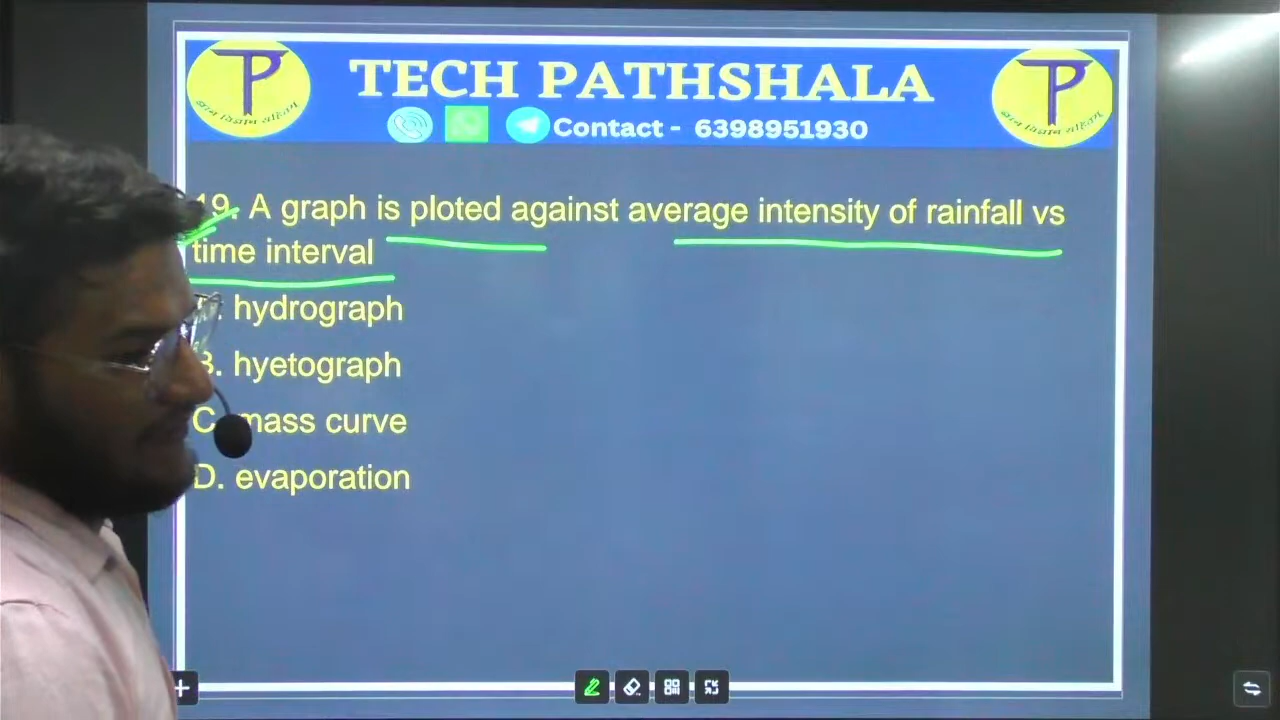 TECH PATHSHALA
Contact - 6398951930
19. A graph is ploted against average intensity of rainfall vs
time interval
hydrograph
B. hyetograph
C. mass curve
D. evaporation